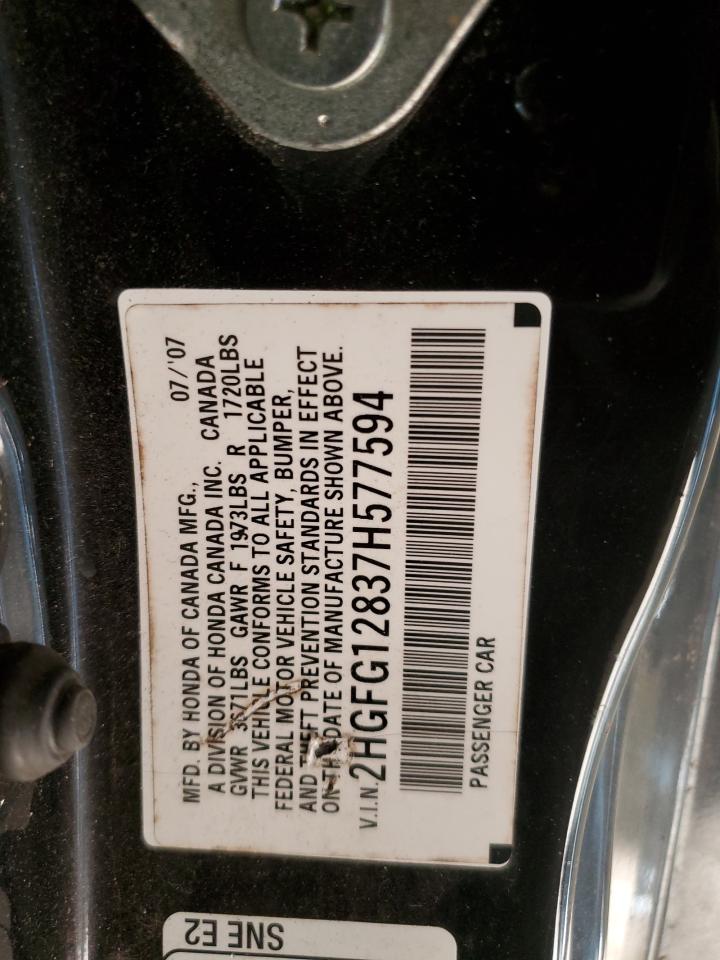 MFD. BY HONDA OF CANADA MFG., 07/'07
A DIVISION OF HONDA CANADA INC. CANADA
GVWR 3671LBS GAWR F 1973LBS R 1720LBS
THIS VEHICLE CONFORMS TO ALL APPLICABLE
FEDERAL MOTOR VEHICLE SAFETY, BUMPER,
AND THEFT PREVENTION STANDARDS IN EFFECT
ON THE DATE OF MANUFACTURE SHOWN ABOVE.
V.I.N. 2HGFG12837H577594
PASSENGER CAR
SNE E2